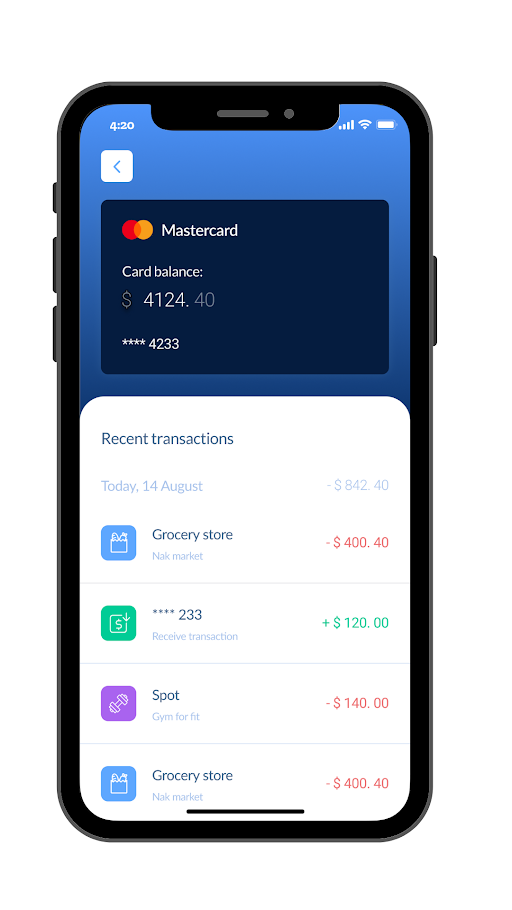 4:20
Mastercard
Card balance:
$ 4124. 40
**** 4233
Recent transactions
Today, 14 August - $ 842. 40
Grocery store - $ 400. 40
Nak market
**** 233 + $ 120. 00
Receive transaction
Spot - $ 140. 00
Gym for fit
Grocery store - $ 400. 40
Nak market